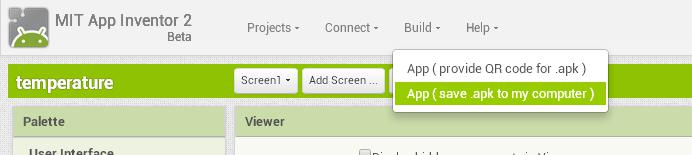 MIT App Inventor 2
Beta
Projects Connect Build Help
App ( provide QR code for .apk )
App ( save .apk to my computer )
temperature
Screen1 Add Screen ...
Palette
Viewer
User Interface